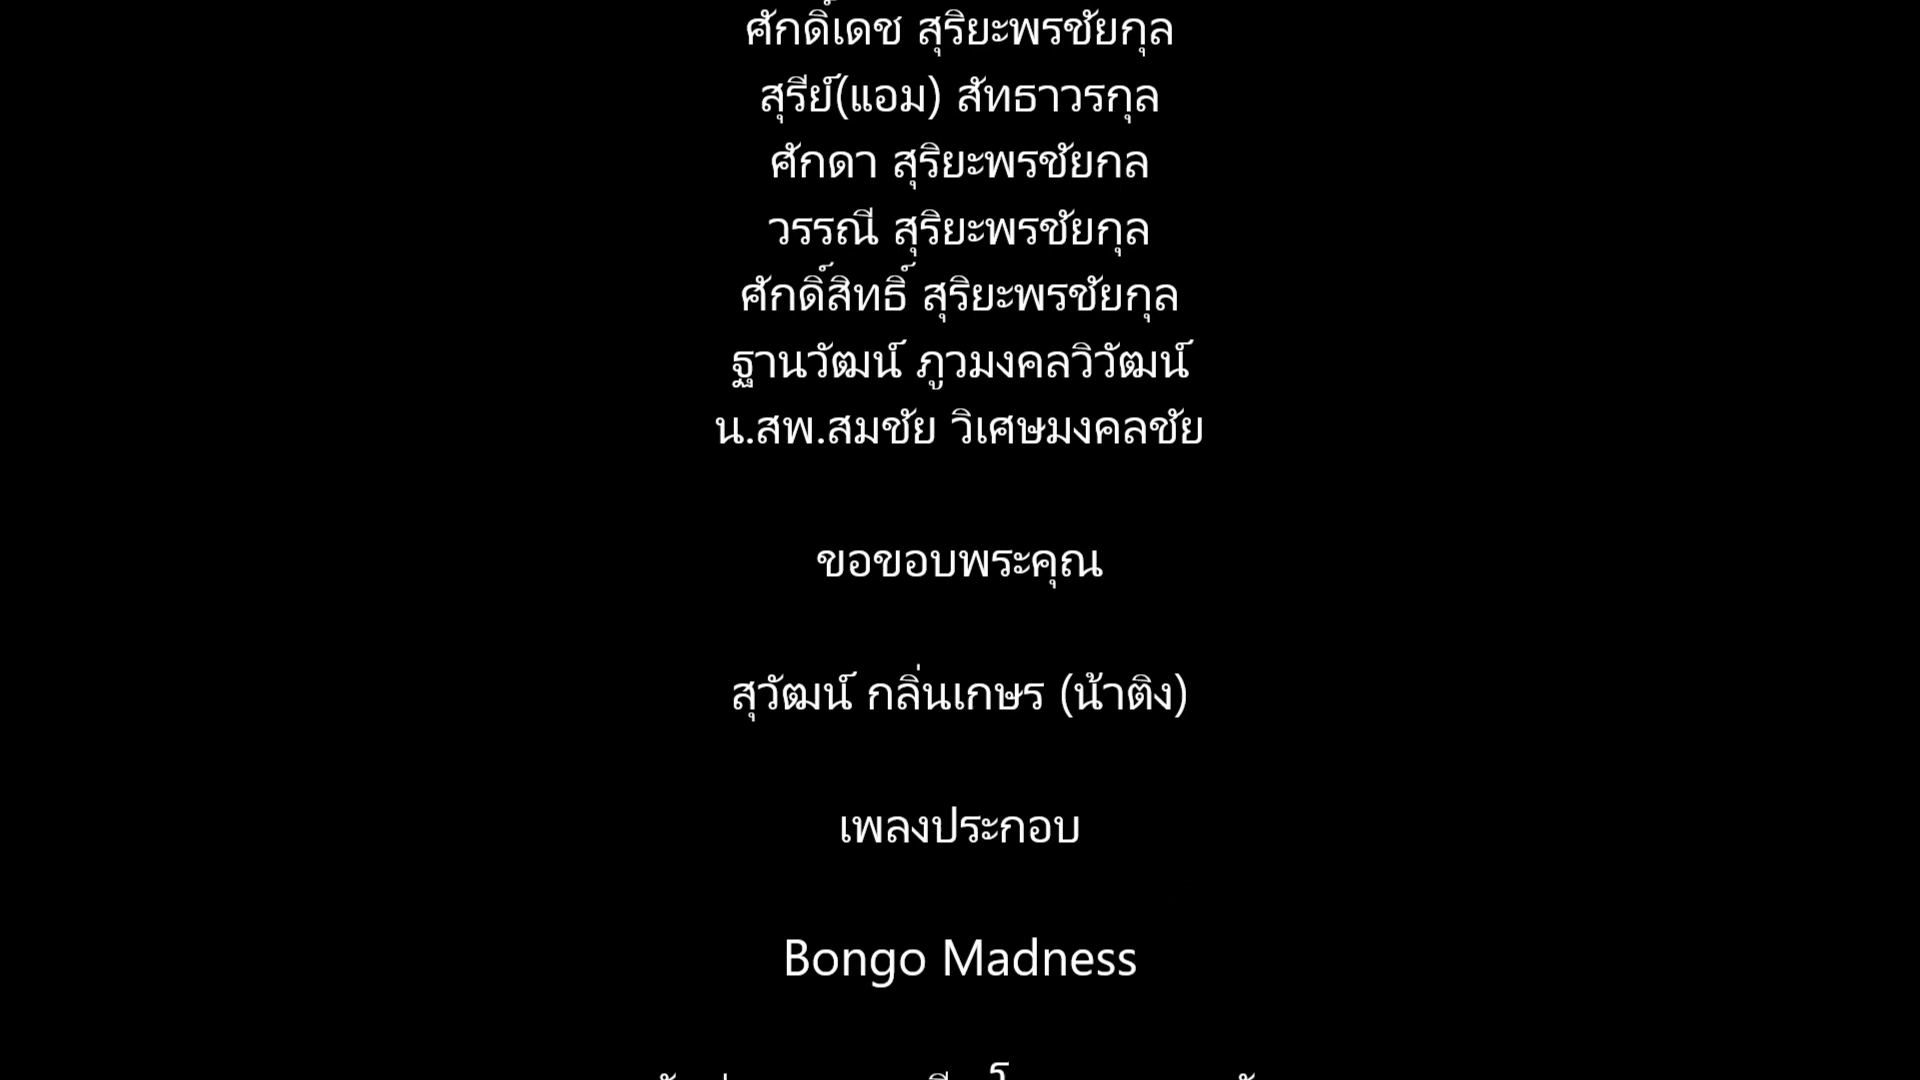 ศักดิ์เดช สุริยะพรชัยกุล
สุรีย์(แอม) สัทธาวรกุล
ศักดา สุริยะพรชัยกล
วรรณี สุริยะพรชัยกุล
ศักดิ์สิทธิ์ สุริยะพรชัยกุล
ฐานวัฒน์ ภูวมงคลวิวัฒน์
น.สพ.สมชัย วิเศษมงคลชัย
ขอขอบพระคุณ
สุวัฒน์ กลิ่นเกษร (น้าติง)
เพลงประกอบ
Bongo Madness